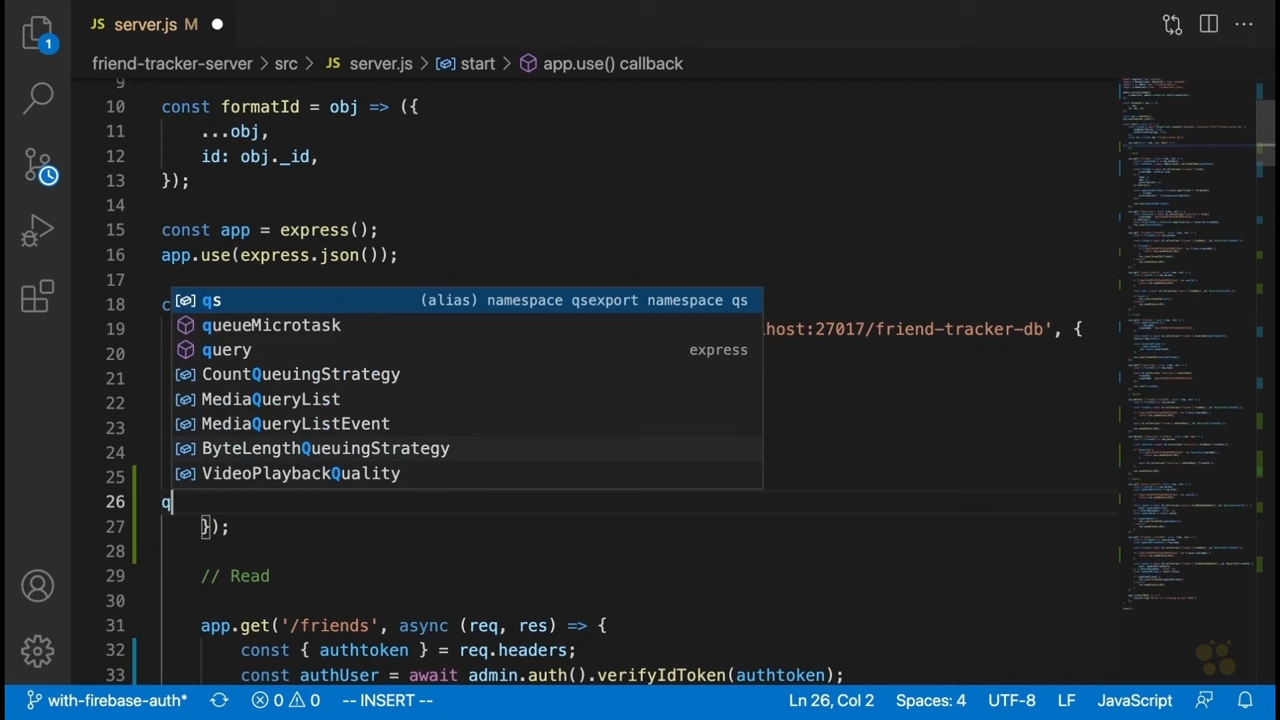 1
JS server.js M
friend-tracker-server > src > JS server.js > start > app.use() callback
9
10 const formatId = obj => ({
11 ...obj,
12 id: obj._id,
13 });
14
15 const app = express();
16 app.use(express.json());
17
18 c
19 lhost:27017/friend-tracker-db', {
20
21
22
23
24
25
26 q
27 });
28
29 // Read
30
31 app.get('/friends', async (req, res) => {
32 const { authtoken } = req.headers;
33 const authUser = await admin.auth().verifyIdToken(authtoken);
qs (alias) namespace qsexport namespace qs
queueMicrotask
query express
CountQueuingStrategy
MediaQueryList
MediaQueryListEvent
ByteLengthQueuingStrategy
VideoPlaybackQuality
with-firebase-auth* 0 0 -- INSERT -- Ln 26, Col 2 Spaces: 4 UTF-8 LF JavaScript